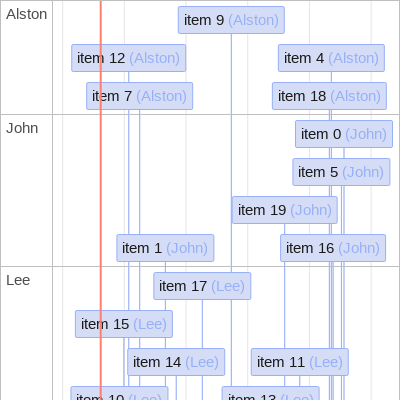 Alston
item 9 (Alston)
item 12 (Alston)
item 4 (Alston)
item 7 (Alston)
item 18 (Alston)
John
item 0 (John)
item 5 (John)
item 19 (John)
item 1 (John)
item 16 (John)
Lee
item 17 (Lee)
item 15 (Lee)
item 14 (Lee)
item 11 (Lee)
item 10 (Lee)
item 13 (Lee)